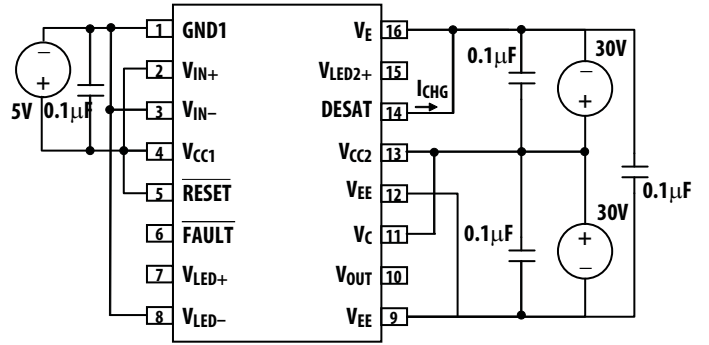 1 GND1
2 VIN+
3 VIN–
4 VCC1
5 RESET
6 FAULT
7 VLED+
8 VLED–
VE 16
VLED2+ 15
DESAT 14
VCC2 13
VEE 12
VC 11
VOUT 10
VEE 9
–
+
5V
0.1µF
ICHG
0.1µF
30V
–
+
0.1µF
30V
+
–
0.1µF